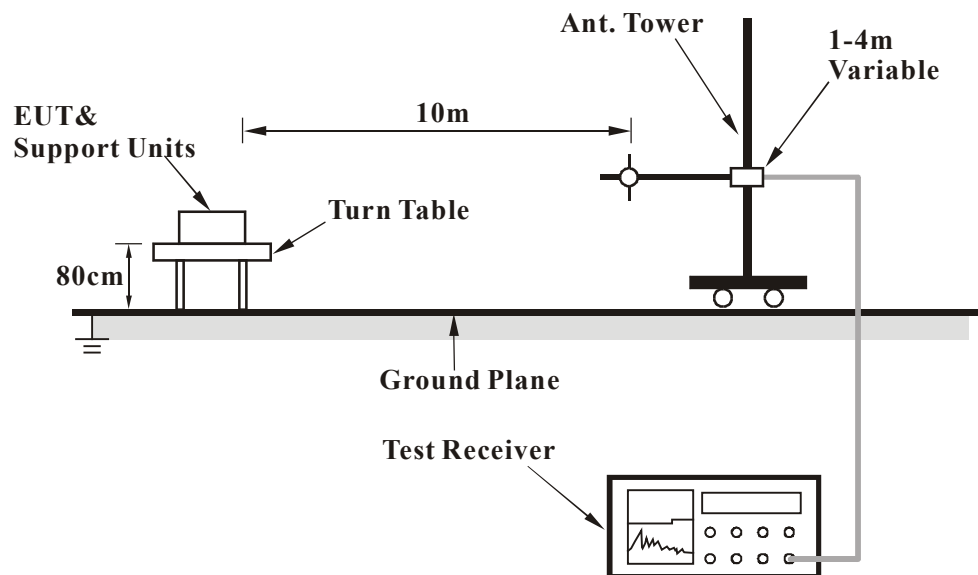 Ant. Tower
1-4m
Variable
10m
EUT&
Support Units
Turn Table
80cm
Ground Plane
Test Receiver